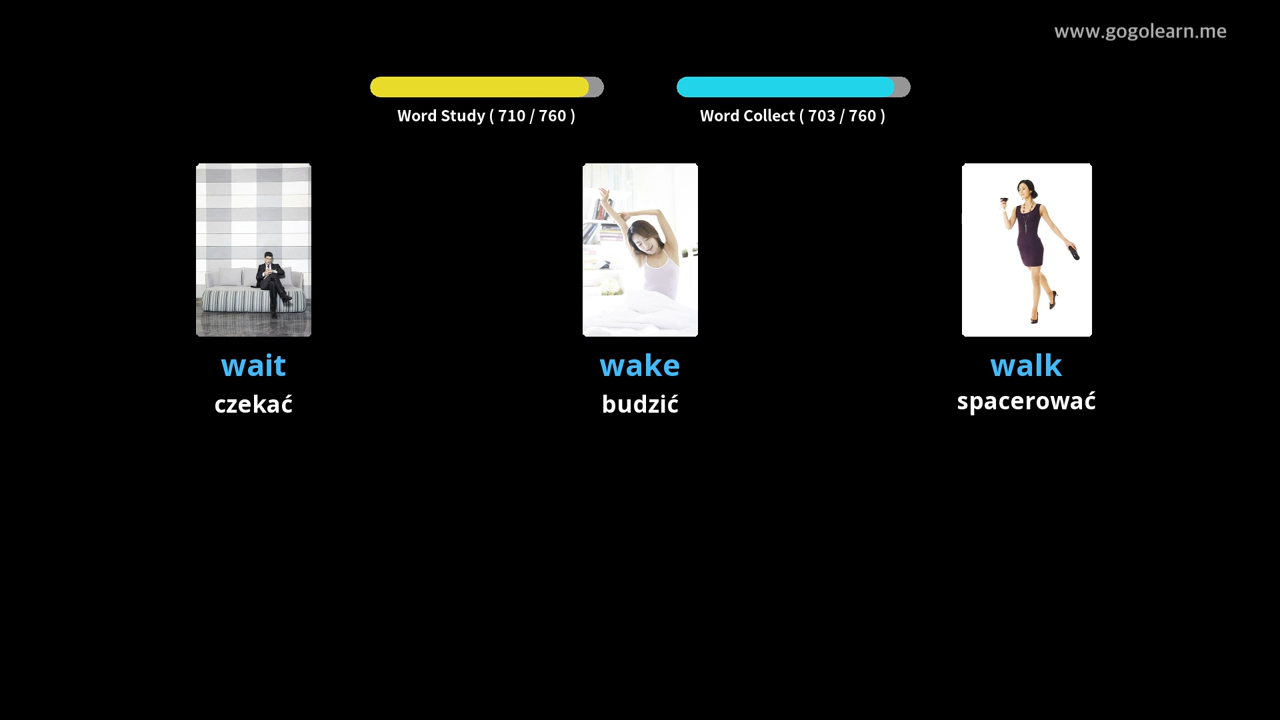 www.gogolearn.me
Word Study ( 710 / 760 )
Word Collect ( 703 / 760 )
wait
czekać
wake
budzić
walk
spacerować